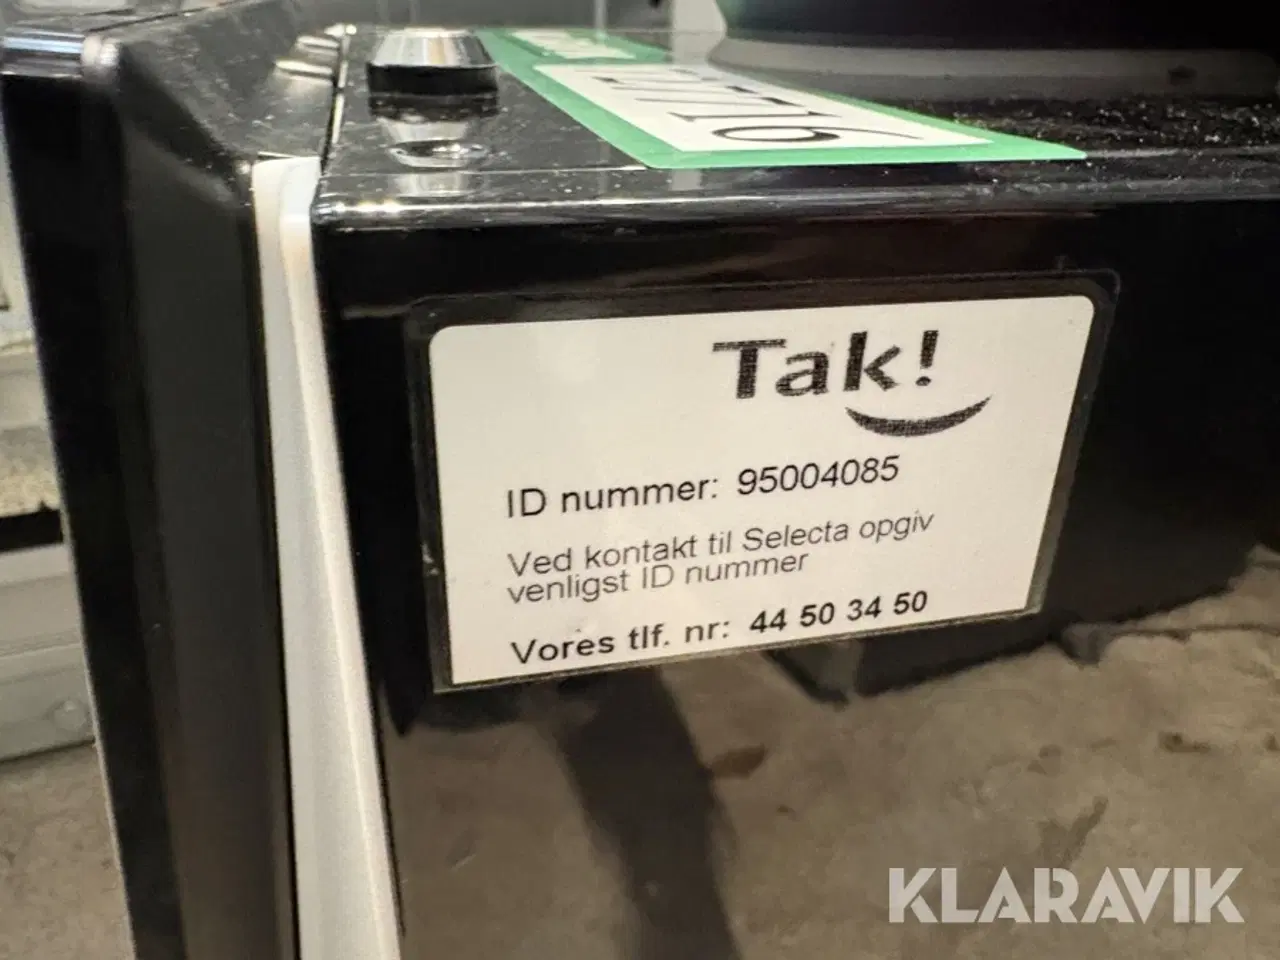 Tak!
ID nummer: 95004085
Ved kontakt til Selecta opgiv
venligst ID nummer
Vores tlf. nr: 44 50 34 50
KLARAVIK